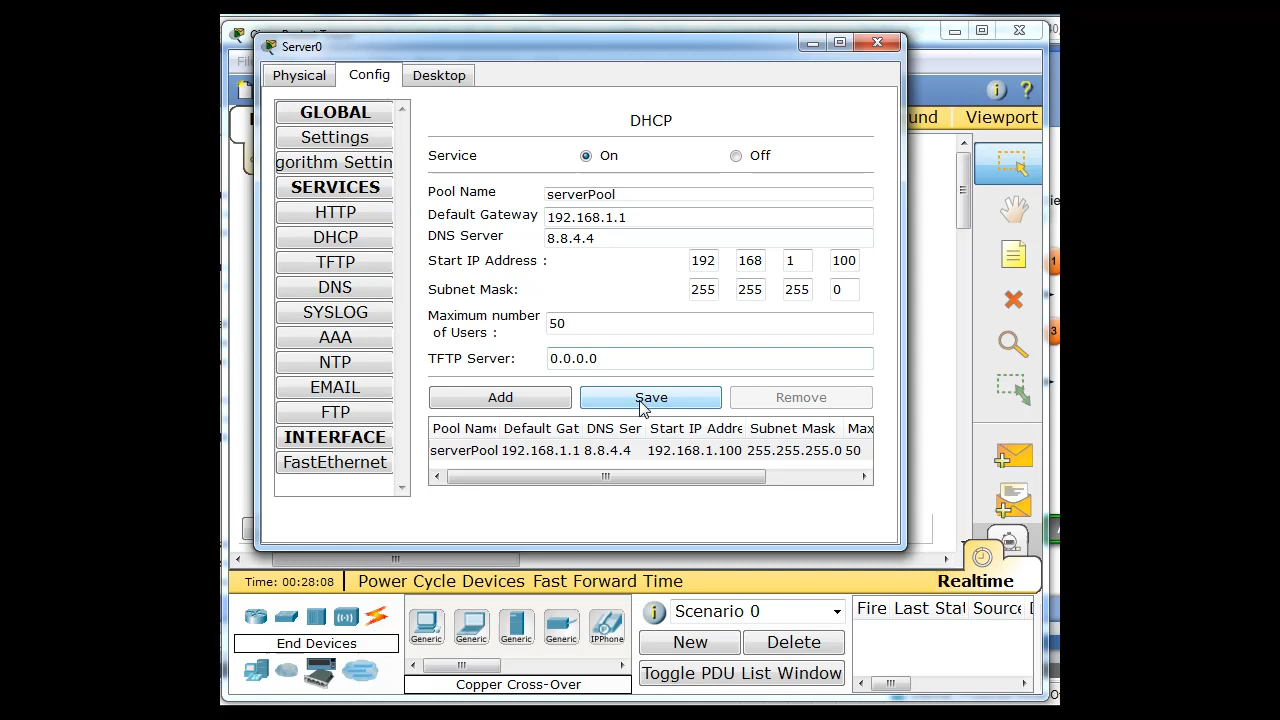 Server0
Physical
Config
Desktop
GLOBAL
Settings
gorithm Settin
SERVICES
HTTP
DHCP
TFTP
DNS
SYSLOG
AAA
NTP
EMAIL
FTP
INTERFACE
FastEthernet
DHCP
Service On Off
Pool Name serverPool
Default Gateway 192.168.1.1
DNS Server 8.8.4.4
Start IP Address : 192 168 1 100
Subnet Mask: 255 255 255 0
Maximum number
of Users : 50
TFTP Server: 0.0.0.0
Add Save Remove
Pool Name Default Gat DNS Ser Start IP Addre Subnet Mask Max
serverPool 192.168.1.1 8.8.4.4 192.168.1.100 255.255.255.0 50
und Viewport
Time: 00:28:08 Power Cycle Devices Fast Forward Time Realtime
End Devices
Generic Generic Generic Generic IPPhone
Copper Cross-Over
Scenario 0
New Delete
Toggle PDU List Window
Fire Last Stat Source
1
3